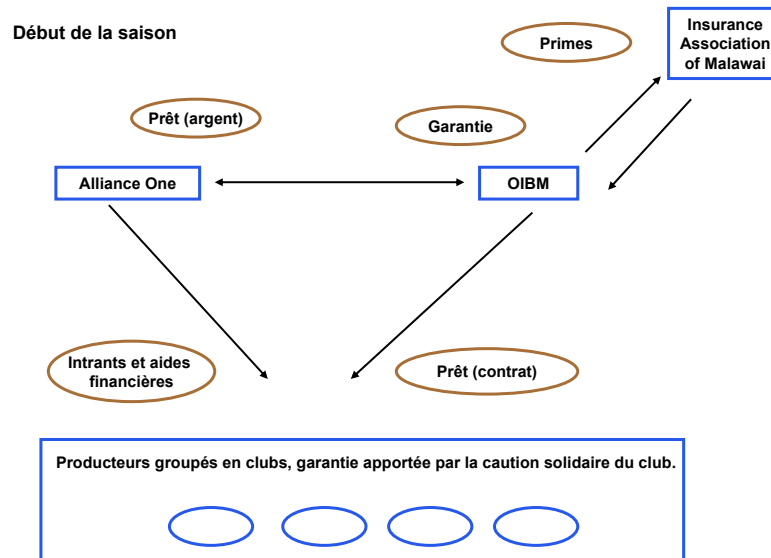 Début de la saison
Primes
Insurance
Association
of Malawai
Prêt (argent)
Garantie
Alliance One
OIBM
Intrants et aides
financières
Prêt (contrat)
Producteurs groupés en clubs, garantie apportée par la caution solidaire du club.